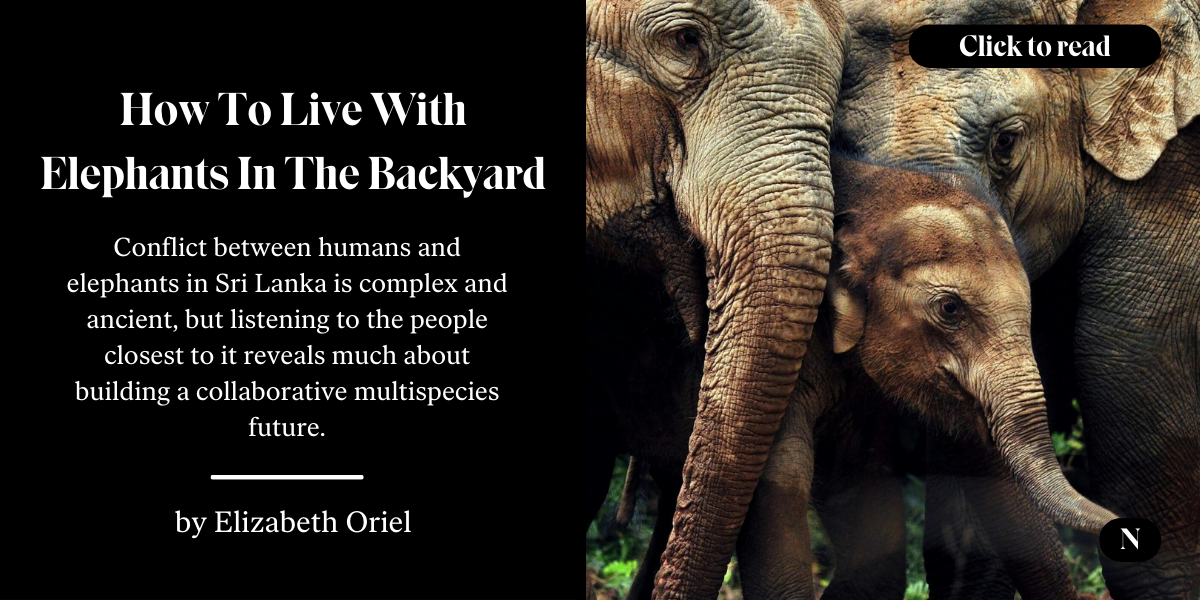 How To Live With
Elephants In The Backyard
Conflict between humans and
elephants in Sri Lanka is complex and
ancient, but listening to the people
closest to it reveals much about
building a collaborative multispecies
future.
by Elizabeth Oriel
Click to read
N